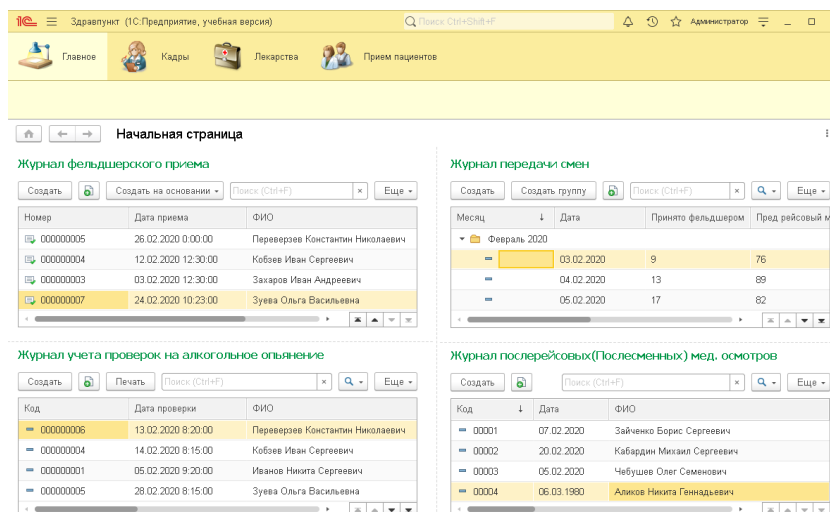 1С Здравпункт (1С:Предприятие, учебная версия) Поиск Ctrl+Shift+F Администратор
Главное Кадры Лекарства Прием пациентов
Начальная страница
Журнал фельдшерского приема
Создать Создать на основании Поиск (Ctrl+F) × Еще
Номер Дата приема ФИО
000000005 26.02.2020 0:00:00 Переверзев Константин Николаевич
000000004 12.02.2020 12:30:00 Кобзев Иван Сергеевич
000000003 03.02.2020 12:30:00 Захаров Иван Андреевич
000000007 24.02.2020 10:23:00 Зуева Ольга Васильевна
Журнал передачи смен
Создать Создать группу Поиск (Ctrl+F) × Еще
Месяц ↓ Дата Принято фельдшером Пред рейсовый м
Февраль 2020
03.02.2020 9 76
04.02.2020 13 89
05.02.2020 17 82
Журнал учета проверок на алкогольное опьянение
Создать Печать Поиск (Ctrl+F) × Еще
Код Дата проверки ФИО
000000006 13.02.2020 8:20:00 Переверзев Константин Николаевич
000000004 14.02.2020 8:15:00 Кобзев Иван Сергеевич
000000001 05.02.2020 9:20:00 Иванов Никита Сергеевич
000000005 28.02.2020 8:15:00 Зуева Ольга Васильевна
Журнал послерейсовых(Послесменных) мед. осмотров
Создать Поиск (Ctrl+F) × Еще
Код ↓ Дата ФИО
00001 07.02.2020 Зайченко Борис Сергеевич
00002 20.02.2020 Кабардин Михаил Сергеевич
00003 05.02.2020 Чебушев Олег Семенович
00004 06.03.1980 Аликов Никита Геннадьевич